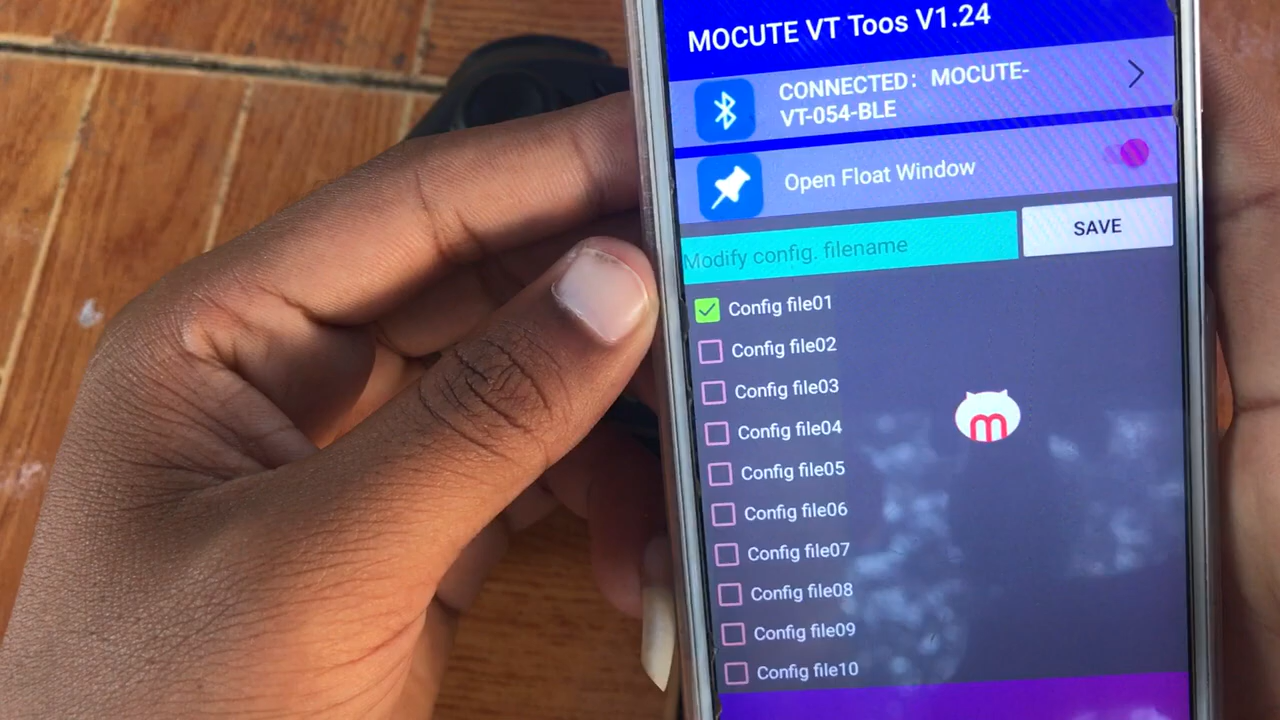 MOCUTE VT Toos V1.24
CONNECTED: MOCUTE-
VT-054-BLE
Open Float Window
Modify config. filename
SAVE
Config file01
Config file02
Config file03
Config file04
Config file05
Config file06
Config file07
Config file08
Config file09
Config file10
m